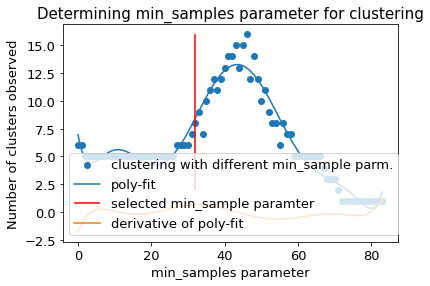 Determining min_samples parameter for clustering
Number of clusters observed
15.0
12.5
10.0
7.5
5.0
2.5
0.0
−2.5
clustering with different min_sample parm.
poly-fit
selected min_sample paramter
derivative of poly-fit
0 20 40 60 80
min_samples parameter